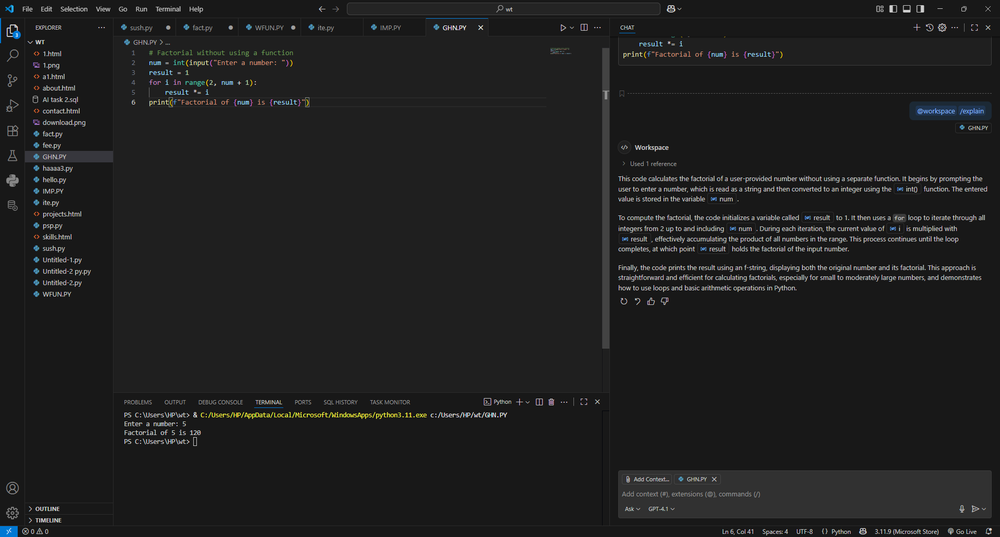 File Edit Selection View Go Run Terminal Help
wt
EXPLORER
WT
1.html
1.png
a1.html
about.html
AI task 2.sql
contact.html
download.png
fact.py
fee.py
GHN.PY
haaaa3.py
hello.py
IMP.PY
ite.py
projects.html
psp.py
skills.html
sush.py
Untitled-1.py
Untitled-2 py.py
Untitled-2.py
WFUN.PY
OUTLINE
TIMELINE
3
sush.py fact.py WFUN.PY ite.py IMP.PY GHN.PY
GHN.PY > ...
1 # Factorial without using a function
2 num = int(input("Enter a number: "))
3 result = 1
4 for i in range(2, num + 1):
5 result *= i
6 print(f"Factorial of {num} is {result}")
PROBLEMS OUTPUT DEBUG CONSOLE TERMINAL PORTS SQL HISTORY TASK MONITOR
Python
PS C:\Users\HP\wt> & C:/Users/HP/AppData/Local/Microsoft/WindowsApps/python3.11.exe c:/Users/HP/wt/GHN.PY
Enter a number: 5
Factorial of 5 is 120
PS C:\Users\HP\wt>
CHAT
result *= i
print(f"Factorial of {num} is {result}")
@workspace /explain
GHN.PY
Workspace
Used 1 reference
This code calculates the factorial of a user-provided number without using a separate function. It begins by prompting the
user to enter a number, which is read as a string and then converted to an integer using the int() function. The entered
value is stored in the variable num .
To compute the factorial, the code initializes a variable called result to 1. It then uses a for loop to iterate through all
integers from 2 up to and including num . During each iteration, the current value of i is multiplied with
result , effectively accumulating the product of all numbers in the range. This process continues until the loop
completes, at which point result holds the factorial of the input number.
Finally, the code prints the result using an f-string, displaying both the original number and its factorial. This approach is
straightforward and efficient for calculating factorials, especially for small to moderately large numbers, and demonstrates
how to use loops and basic arithmetic operations in Python.
Add Context... GHN.PY
Add context (#), extensions (@), commands (/)
Ask GPT-4.1
0 0
Ln 6, Col 41 Spaces: 4 UTF-8 {} Python 3.11.9 (Microsoft Store) Go Live